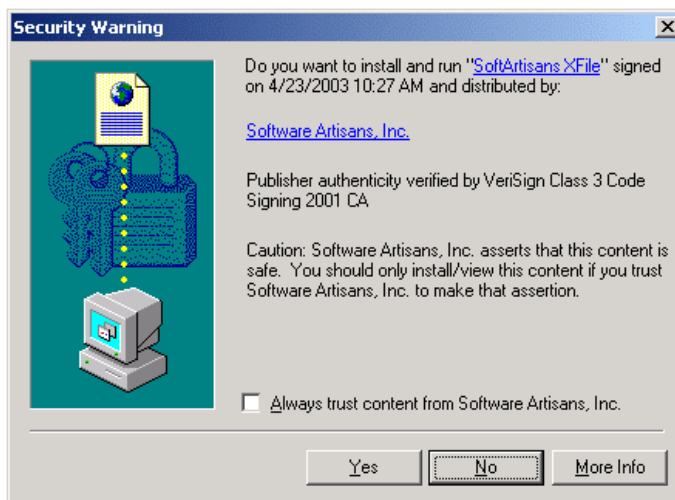 Security Warning
Do you want to install and run "SoftArtisans XFile" signed
on 4/23/2003 10:27 AM and distributed by:
Software Artisans, Inc.
Publisher authenticity verified by VeriSign Class 3 Code
Signing 2001 CA
Caution: Software Artisans, Inc. asserts that this content is
safe. You should only install/view this content if you trust
Software Artisans, Inc. to make that assertion.
Always trust content from Software Artisans, Inc.
Yes No More Info